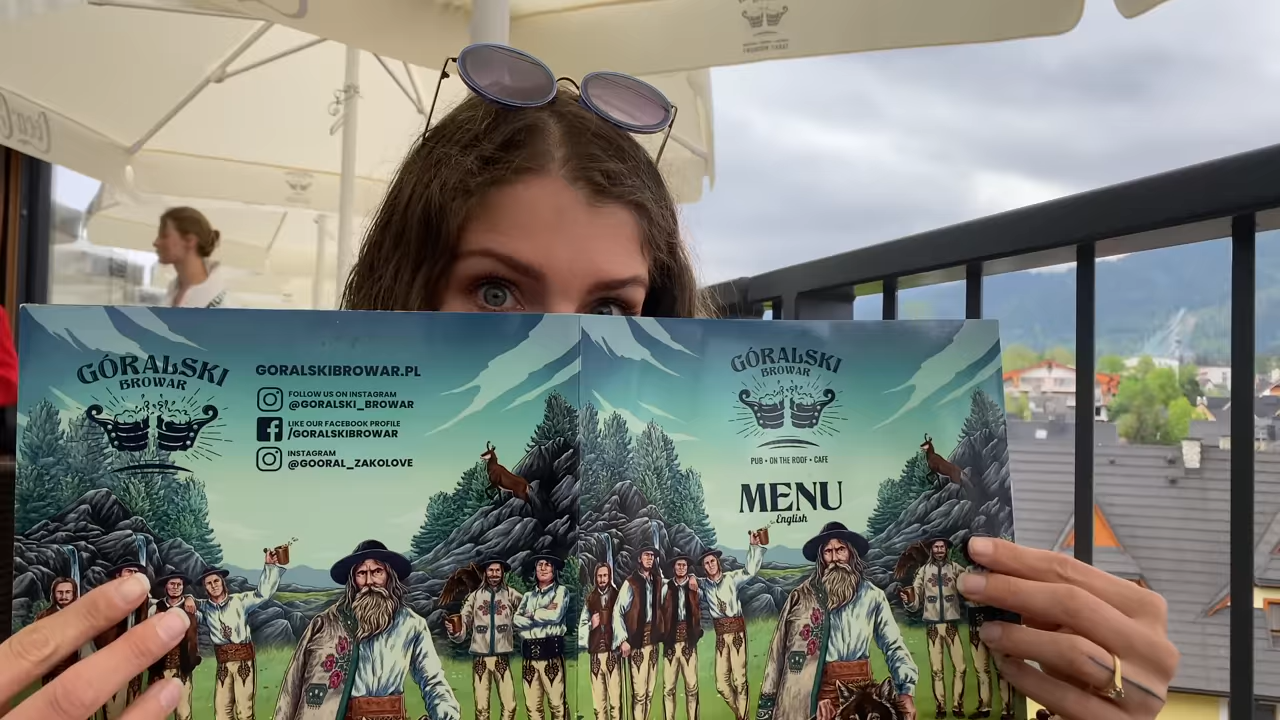 GÓRALSKI
BROWAR
GORALSKIBROWAR.PL
FOLLOW US ON INSTAGRAM
@GORALSKI_BROWAR
LIKE OUR FACEBOOK PROFILE
/GORALSKIBROWAR
INSTAGRAM
@GOORAL_ZAKOLOVE
GÓRALSKI
BROWAR
PUB • ON THE ROOF • CAFE
MENU
English